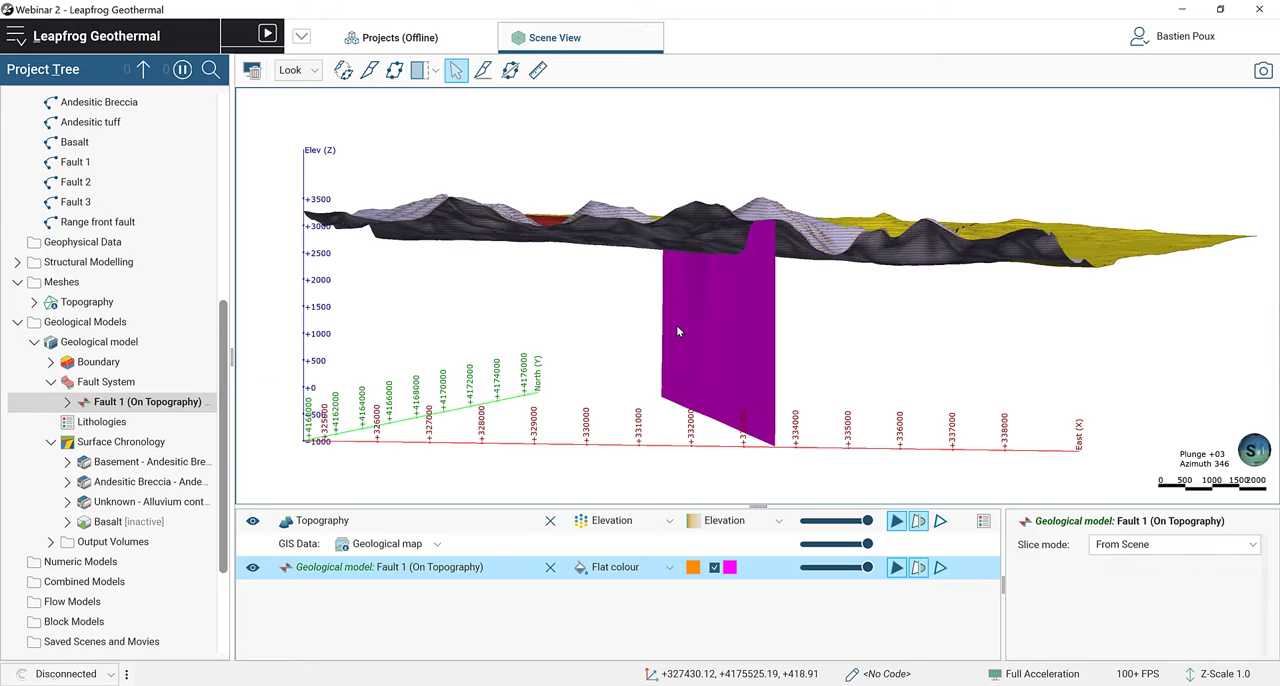 Webinar 2 - Leapfrog Geothermal
Leapfrog Geothermal
Projects (Offline)
Scene View
Bastien Poux
Project Tree
0
0
Look
Andesitic Breccia
Andesitic tuff
Basalt
Fault 1
Fault 2
Fault 3
Range front fault
Geophysical Data
Structural Modelling
Meshes
Topography
Geological Models
Geological model
Boundary
Fault System
Fault 1 (On Topography) ...
Lithologies
Surface Chronology
Basement - Andesitic Bre...
Andesitic Breccia - Ande...
Unknown - Alluvium cont...
Basalt [inactive]
Output Volumes
Numeric Models
Combined Models
Flow Models
Block Models
Saved Scenes and Movies
Elev (Z)
+3500
+3000
+2500
+2000
+1500
+1000
+500
+0
-500
-1000
+4160000
+4162000
+4164000
+4166000
+4168000
+4170000
+4172000
+4174000
+4176000
North (Y)
+325000
+326000
+327000
+328000
+329000
+330000
+331000
+332000
+333000
+334000
+335000
+336000
+337000
+338000
East (X)
Plunge +03
Azimuth 346
S
0 500 1000 1500 2000
Topography
Elevation
Elevation
GIS Data:
Geological map
Geological model: Fault 1 (On Topography)
Flat colour
Geological model: Fault 1 (On Topography)
Slice mode:
From Scene
Disconnected
+327430.12, +4175525.19, +418.91
<No Code>
Full Acceleration
100+ FPS
Z-Scale 1.0